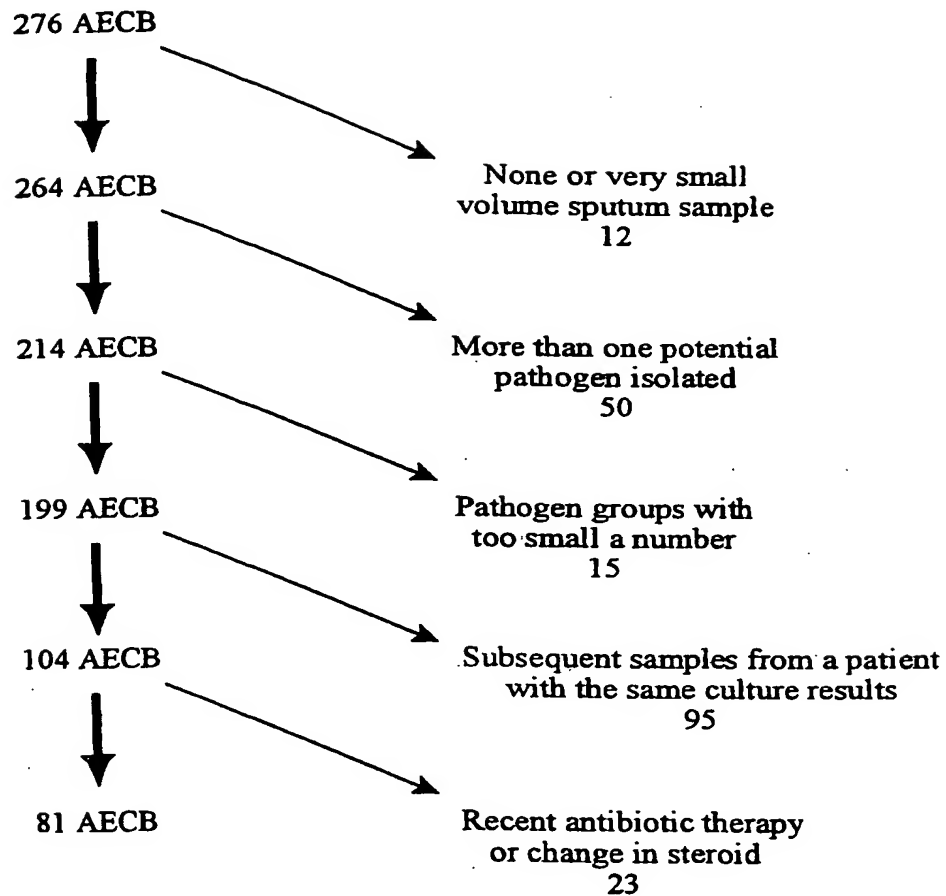 276 AECB
None or very small
volume sputum sample
12
264 AECB
More than one potential
pathogen isolated
50
214 AECB
Pathogen groups with
too small a number
15
199 AECB
Subsequent samples from a patient
with the same culture results
95
104 AECB
Recent antibiotic therapy
or change in steroid
23
81 AECB